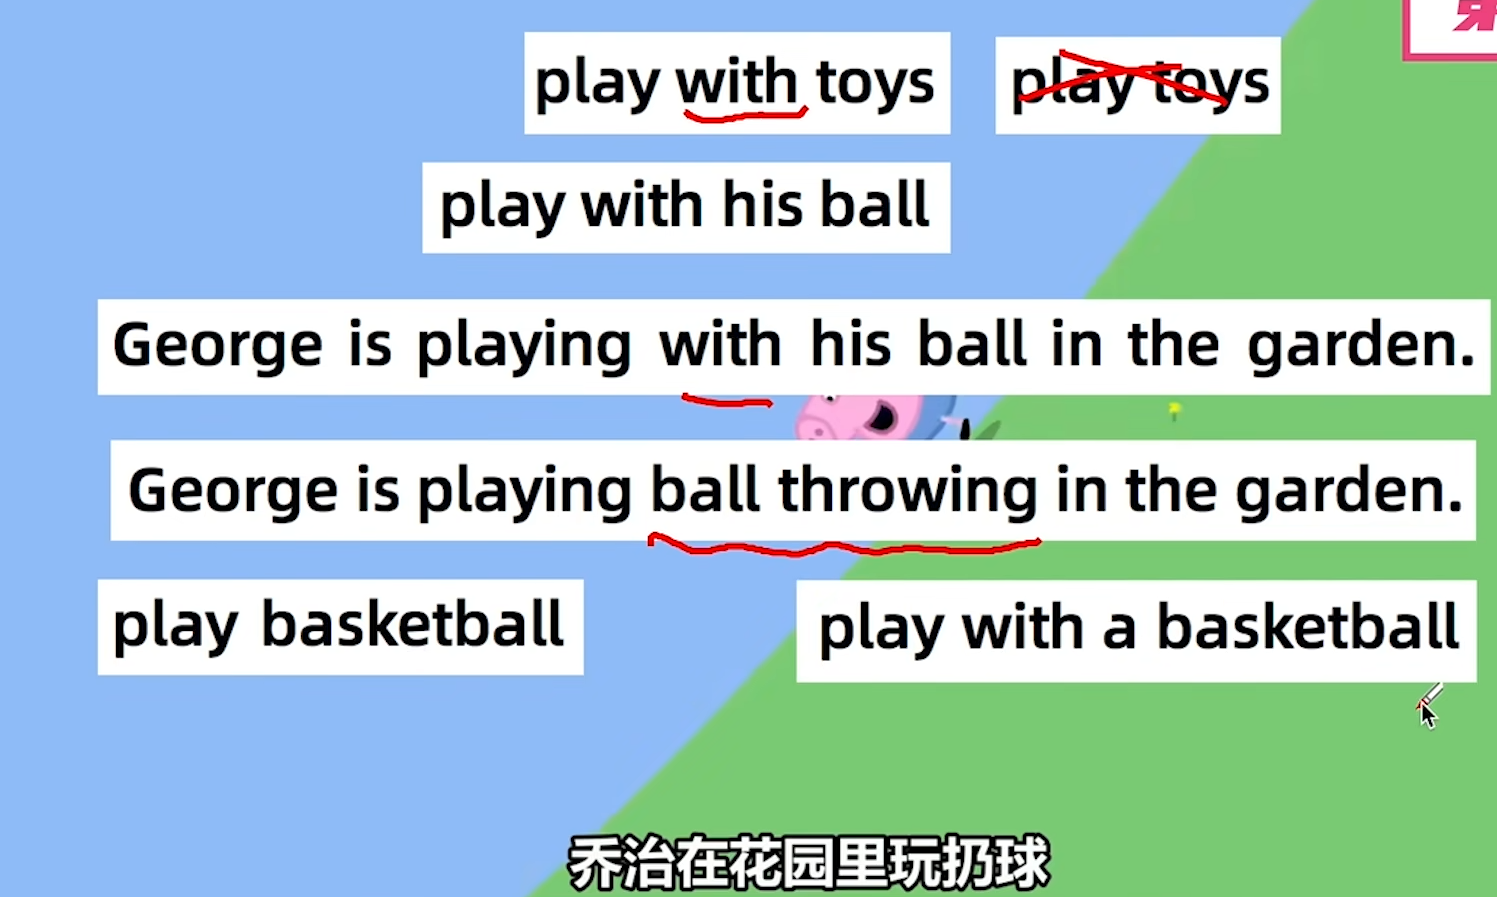 play with toys
play toys
play with his ball
George is playing with his ball in the garden.
George is playing ball throwing in the garden.
play basketball
play with a basketball
乔治在花园里玩扔球